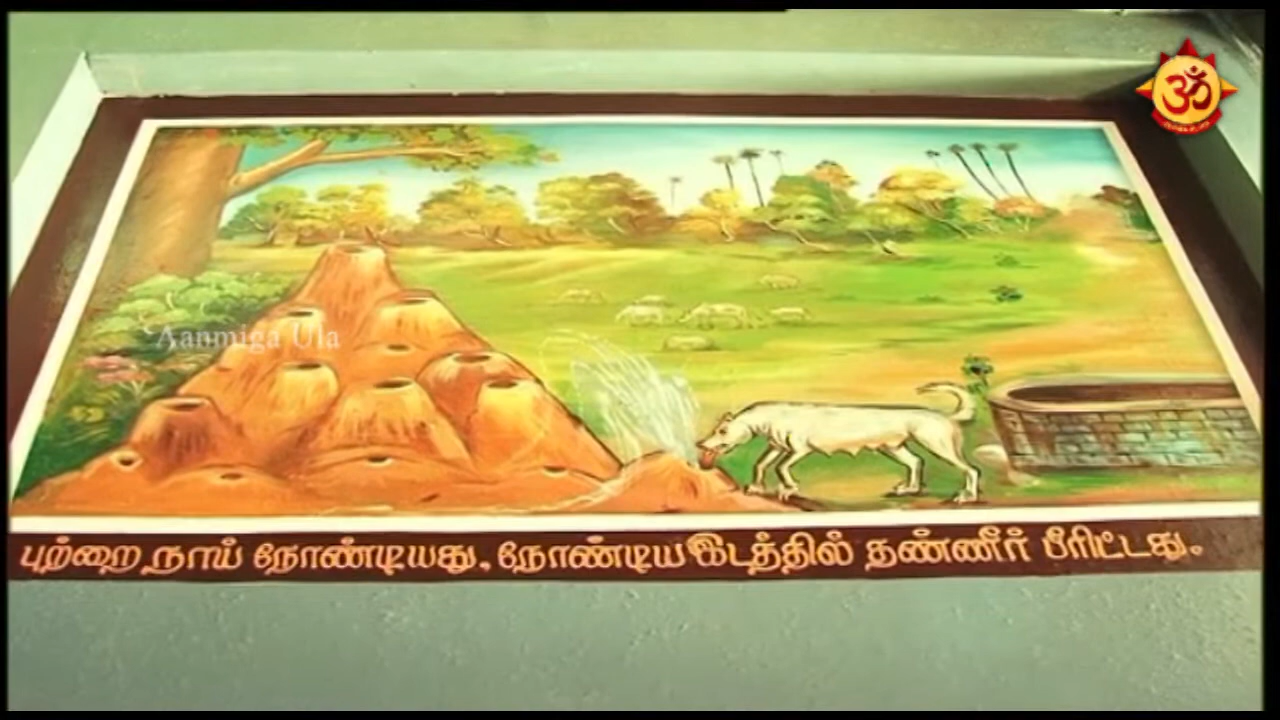 ॐ
Aanmiga Ula
புற்றை நாய் நோண்டியது, நோண்டிய இடத்தில் தண்ணீர் பீரிட்டது.